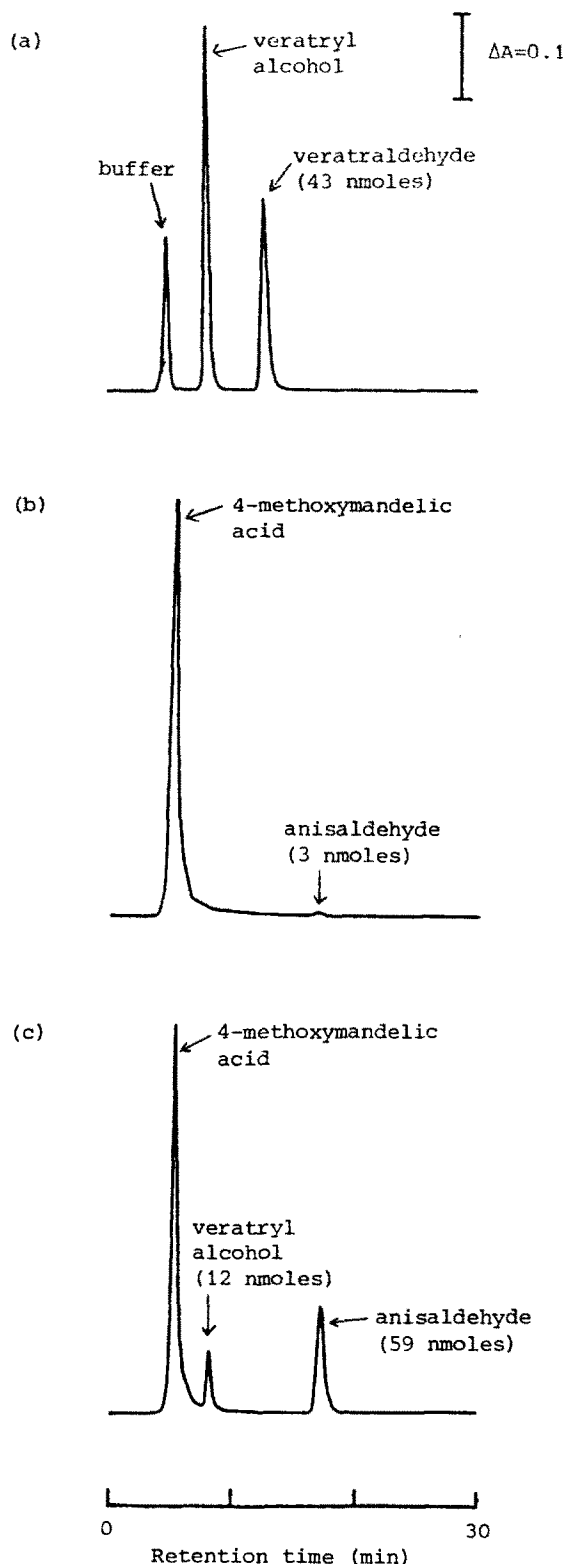 (a)
veratryl
alcohol
ΔA=0.1
buffer
veratraldehyde
(43 nmoles)
(b)
4-methoxymandelic
acid
anisaldehyde
(3 nmoles)
(c)
4-methoxymandelic
acid
veratryl
alcohol
(12 nmoles)
anisaldehyde
(59 nmoles)
0
30
Retention time (min)